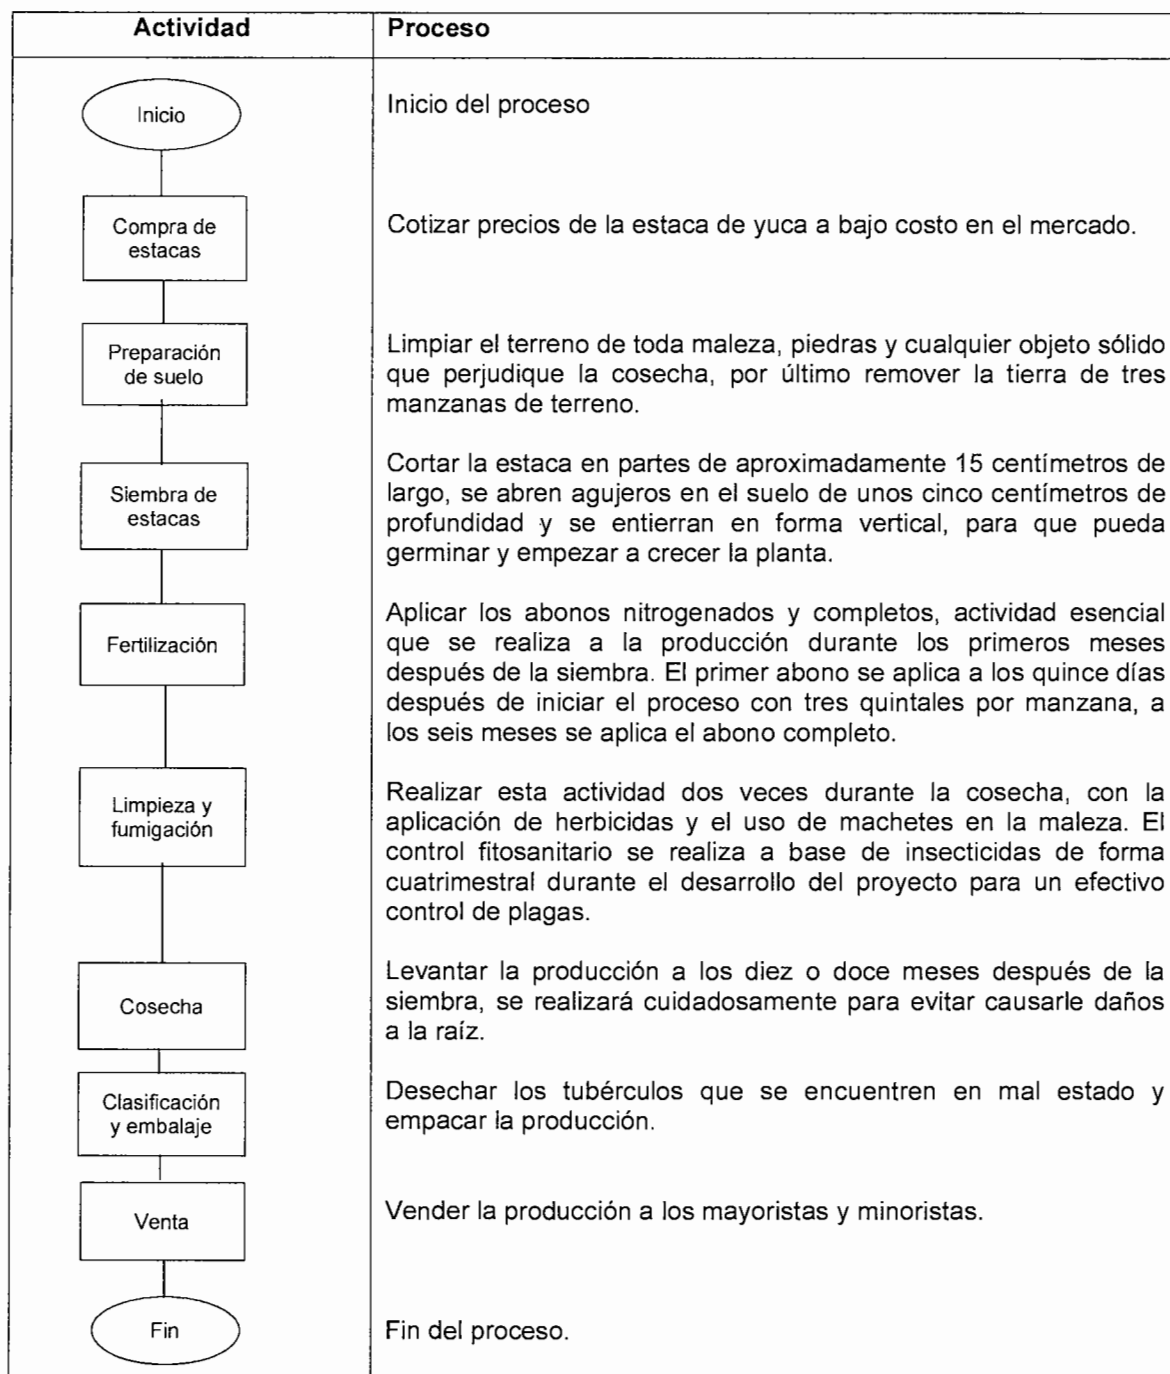 Actividad
Proceso
Inicio
Inicio del proceso
Compra de
estacas
Cotizar precios de la estaca de yuca a bajo costo en el mercado.
Preparación
de suelo
Limpiar el terreno de toda maleza, piedras y cualquier objeto sólido
que perjudique la cosecha, por último remover la tierra de tres
manzanas de terreno.
Siembra de
estacas
Cortar la estaca en partes de aproximadamente 15 centímetros de
largo, se abren agujeros en el suelo de unos cinco centímetros de
profundidad y se entierran en forma vertical, para que pueda
germinar y empezar a crecer la planta.
Fertilización
Aplicar los abonos nitrogenados y completos, actividad esencial
que se realiza a la producción durante los primeros meses
después de la siembra. El primer abono se aplica a los quince días
después de iniciar el proceso con tres quintales por manzana, a
los seis meses se aplica el abono completo.
Limpieza y
fumigación
Realizar esta actividad dos veces durante la cosecha, con la
aplicación de herbicidas y el uso de machetes en la maleza. El
control fitosanitario se realiza a base de insecticidas de forma
cuatrimestral durante el desarrollo del proyecto para un efectivo
control de plagas.
Cosecha
Levantar la producción a los diez o doce meses después de la
siembra, se realizará cuidadosamente para evitar causarle daños
a la raíz.
Clasificación
y embalaje
Desechar los tubérculos que se encuentren en mal estado y
empacar la producción.
Venta
Vender la producción a los mayoristas y minoristas.
Fin
Fin del proceso.